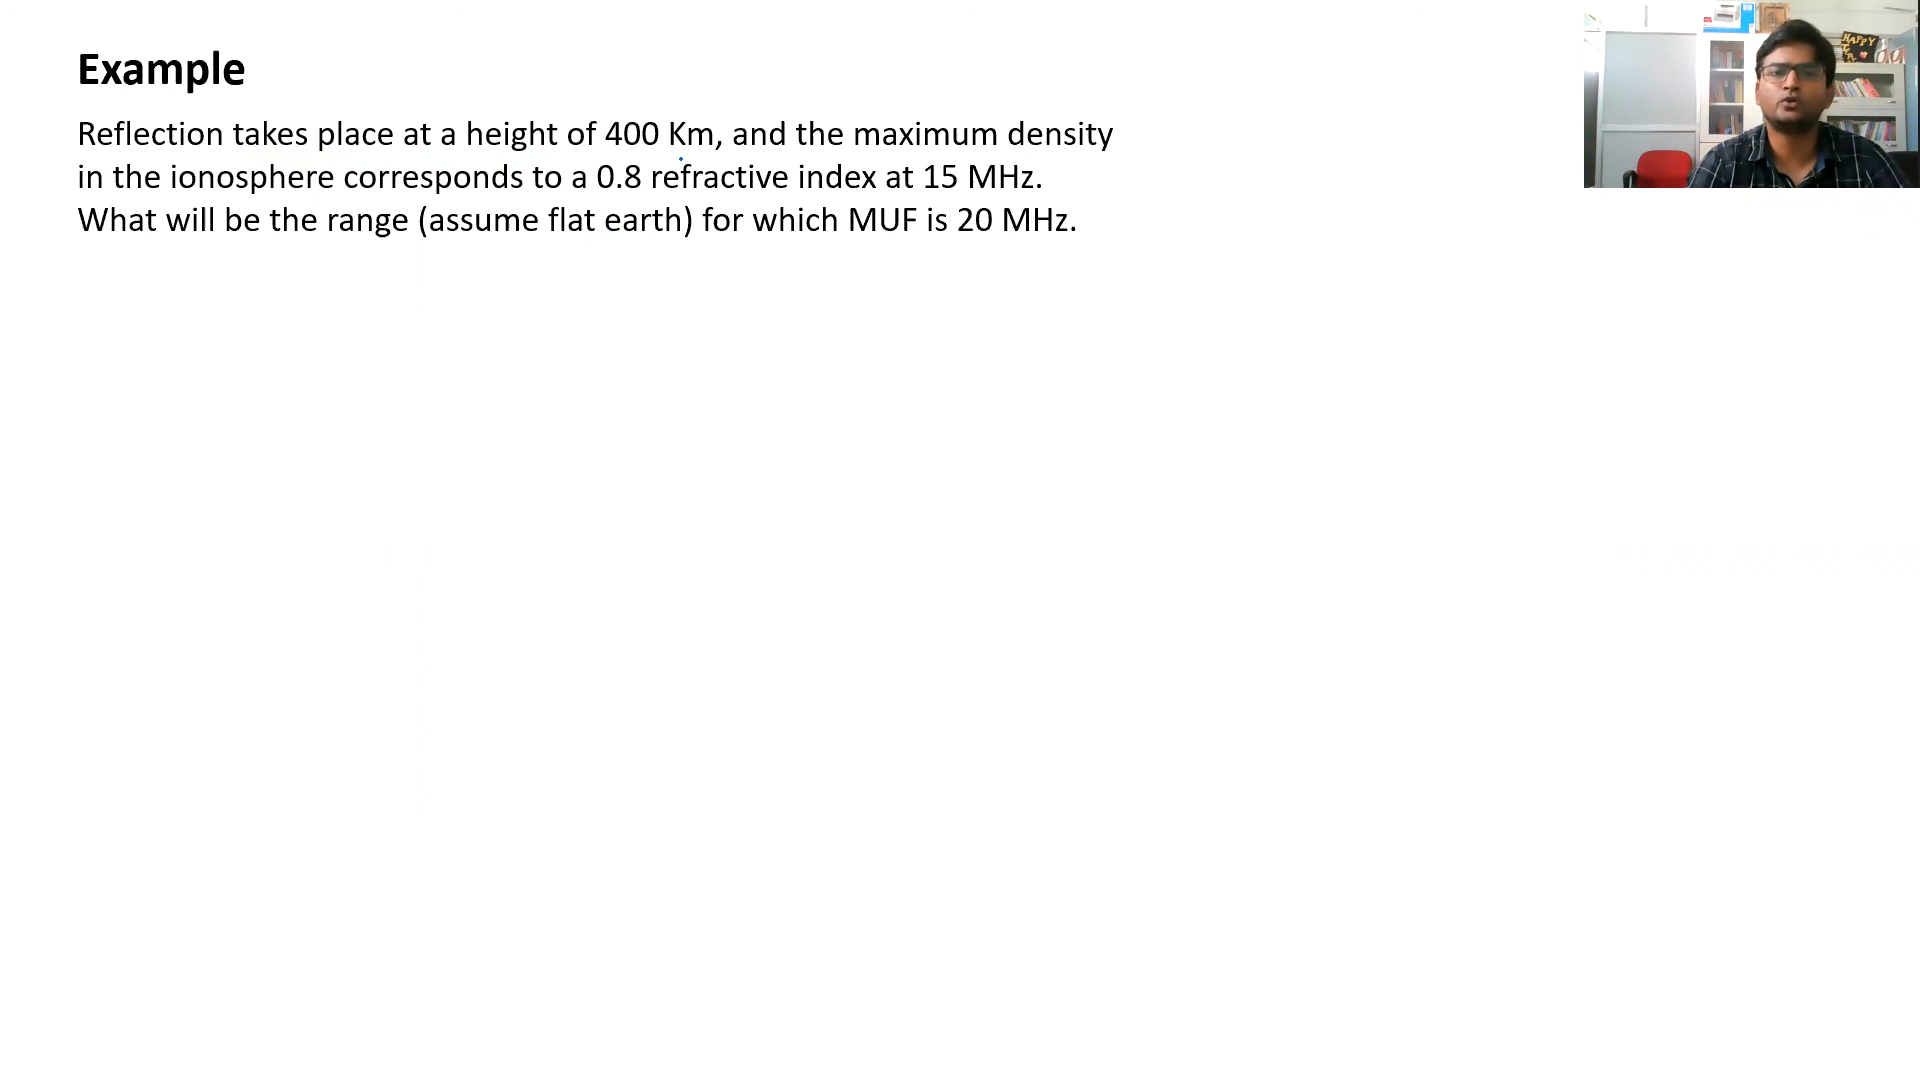 Example
Reflection takes place at a height of 400 Km, and the maximum density
in the ionosphere corresponds to a 0.8 refractive index at 15 MHz.
What will be the range (assume flat earth) for which MUF is 20 MHz.
HAPPY